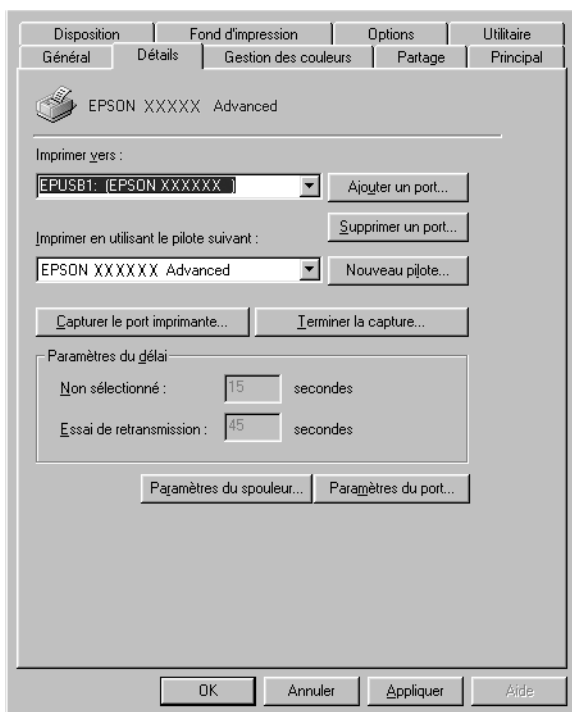 Disposition Fond d'impression Options Utilitaire
Général Détails Gestion des couleurs Partage Principal
EPSON XXXXX Advanced
Imprimer vers :
EPUSB1: (EPSON XXXXXX ) Ajouter un port...
Supprimer un port...
Imprimer en utilisant le pilote suivant :
EPSON XXXXXX Advanced Nouveau pilote...
Capturer le port imprimante... Terminer la capture...
Paramètres du délai
Non sélectionné : 15 secondes
Essai de retransmission : 45 secondes
Paramètres du spouleur... Paramètres du port...
OK Annuler Appliquer Aide